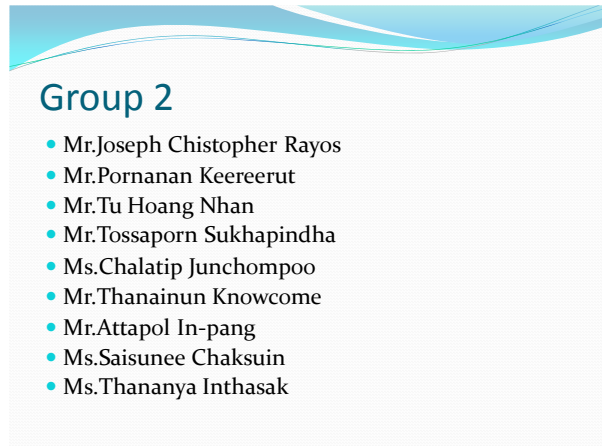 Group 2
• Mr.Joseph Chistopher Rayos
• Mr.Pornanan Keereerut
• Mr.Tu Hoang Nhan
• Mr.Tossaporn Sukhapindha
• Ms.Chalatip Junchompoo
• Mr.Thanainun Knowcome
• Mr.Attapol In-pang
• Ms.Saisunee Chaksuin
• Ms.Thananya Inthasak